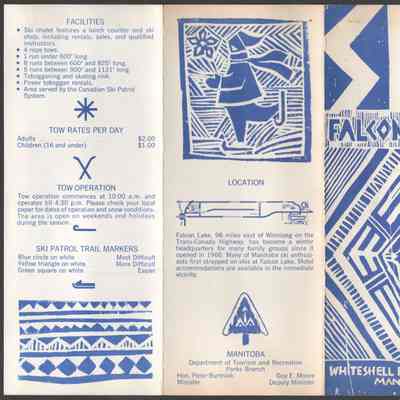 FACILITIES
• Ski chalet features a lunch counter and ski
shop, including rentals, sales, and qualified
instructors.
• 4 rope tows.
• 1 run under 600' long.
• 8 runs between 600' and 825' long.
• 5 runs between 900' and 1121' long.
• Tobogganing and skating rink.
• Power toboggan rentals.
• Area served by the Canadian Ski Patrol
System.
TOW RATES PER DAY
Adults $2.00
Children (16 and under) $1.00
TOW OPERATION
Tow operation commences at 10:00 a.m. and
operates till 4:30 p.m. Please check your local
paper for dates of operation and snow conditions.
The area is open on weekends and holidays
during the season.
SKI PATROL TRAIL MARKERS
Blue circle on white Most Difficult
Yellow triangle on white More Difficult
Green square on white Easier
LOCATION
Falcon Lake, 96 miles east of Winnipeg on the
Trans-Canada Highway, has become a winter
headquarters for many family groups since it
opened in 1960. Many of Manitoba ski enthusi-
asts first strapped on skis at Falcon Lake. Motel
accommodations are available in the immediate
vicinity.
MANITOBA
Department of Tourism and Recreation
Parks Branch
Hon. Peter Burtniak Guy E. Moore
Minister Deputy Minister
FALCON
WHITESHELL
MAN